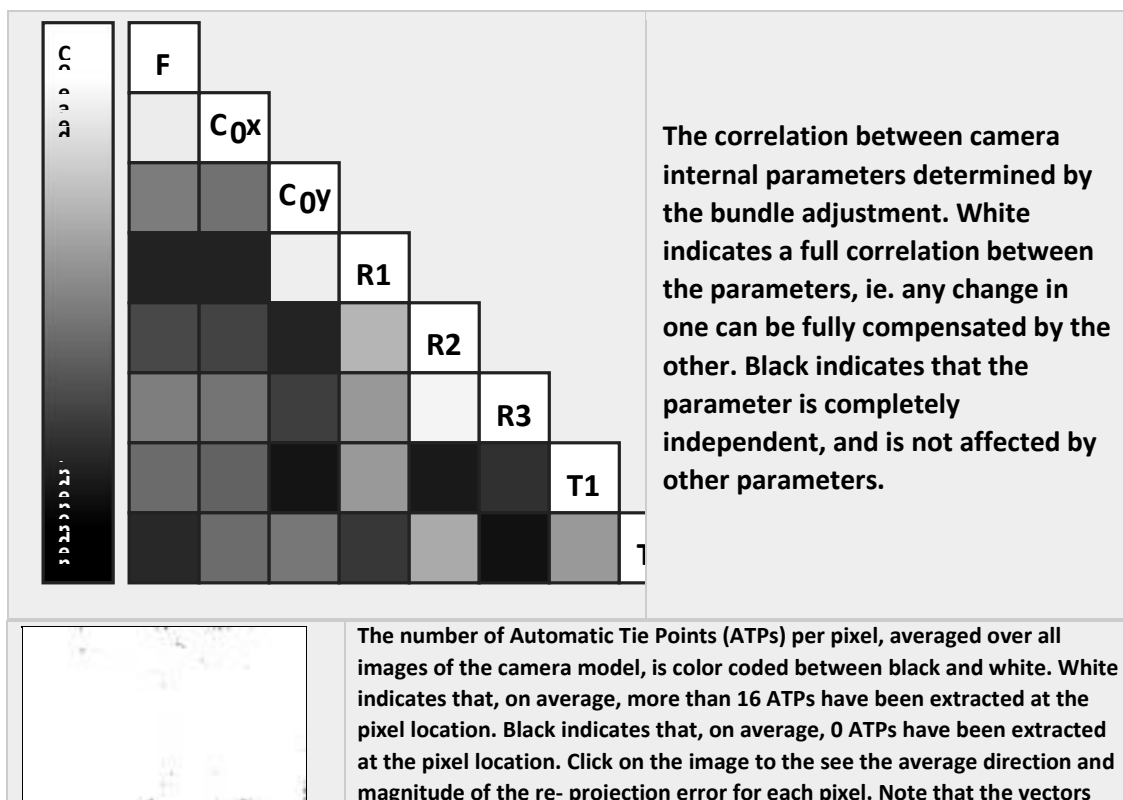 F
C0x
C0y
R1
R2
R3
T1
The correlation between camera
internal parameters determined by
the bundle adjustment. White
indicates a full correlation between
the parameters, ie. any change in
one can be fully compensated by the
other. Black indicates that the
parameter is completely
independent, and is not affected by
other parameters.
The number of Automatic Tie Points (ATPs) per pixel, averaged over all
images of the camera model, is color coded between black and white. White
indicates that, on average, more than 16 ATPs have been extracted at the
pixel location. Black indicates that, on average, 0 ATPs have been extracted
at the pixel location. Click on the image to the see the average direction and
magnitude of the re- projection error for each pixel. Note that the vectors